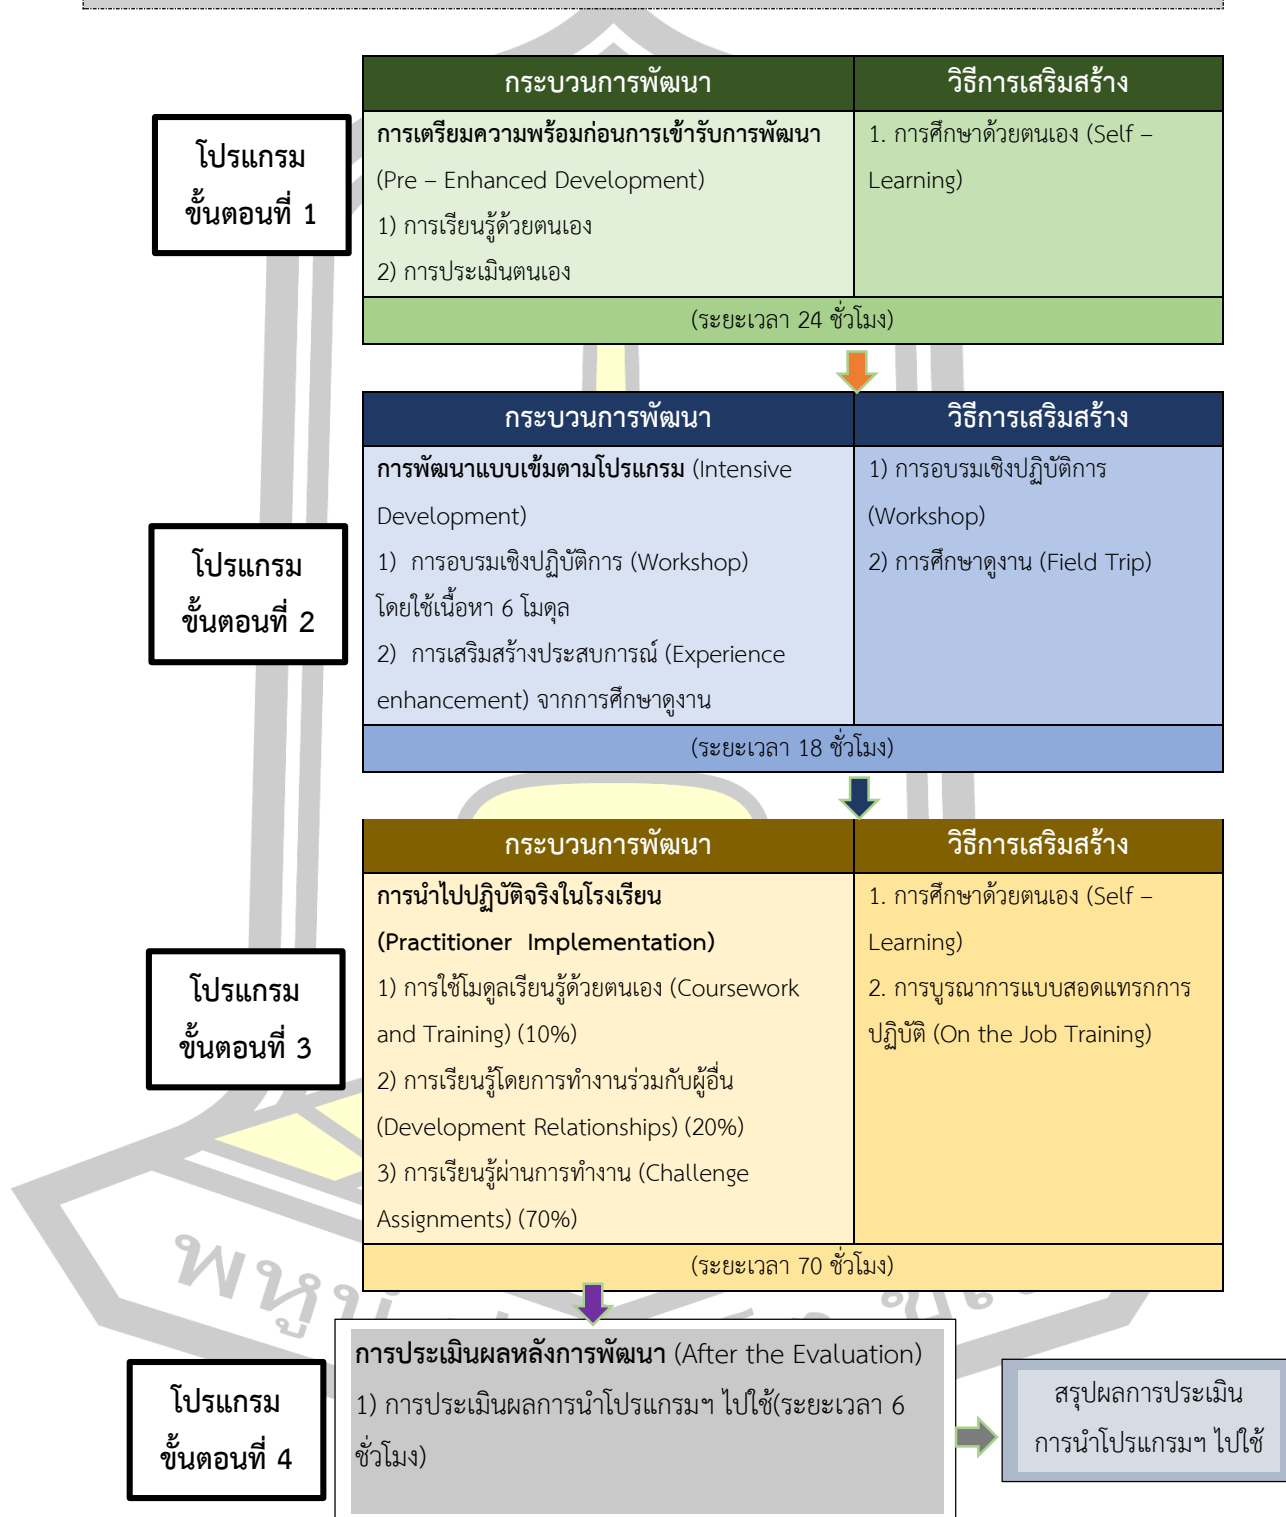 กระบวนการพัฒนา
วิธีการเสริมสร้าง
โปรแกรม
ขั้นตอนที่ 1
การเตรียมความพร้อมก่อนการเข้ารับการพัฒนา
(Pre – Enhanced Development)
1) การเรียนรู้ด้วยตนเอง
2) การประเมินตนเอง
1. การศึกษาด้วยตนเอง (Self –
Learning)
(ระยะเวลา 24 ชั่วโมง)
กระบวนการพัฒนา
วิธีการเสริมสร้าง
โปรแกรม
ขั้นตอนที่ 2
การพัฒนาแบบเข้มตามโปรแกรม (Intensive
Development)
1) การอบรมเชิงปฏิบัติการ (Workshop)
โดยใช้เนื้อหา 6 โมดุล
2) การเสริมสร้างประสบการณ์ (Experience
enhancement) จากการศึกษาดูงาน
1) การอบรมเชิงปฏิบัติการ
(Workshop)
2) การศึกษาดูงาน (Field Trip)
(ระยะเวลา 18 ชั่วโมง)
กระบวนการพัฒนา
วิธีการเสริมสร้าง
โปรแกรม
ขั้นตอนที่ 3
การนำไปปฏิบัติจริงในโรงเรียน
(Practitioner Implementation)
1) การใช้โมดูลเรียนรู้ด้วยตนเอง (Coursework
and Training) (10%)
2) การเรียนรู้โดยการทำงานร่วมกับผู้อื่น
(Development Relationships) (20%)
3) การเรียนรู้ผ่านการทำงาน (Challenge
Assignments) (70%)
1. การศึกษาด้วยตนเอง (Self –
Learning)
2. การบูรณาการแบบสอดแทรกการ
ปฏิบัติ (On the Job Training)
(ระยะเวลา 70 ชั่วโมง)
โปรแกรม
ขั้นตอนที่ 4
การประเมินผลหลังการพัฒนา (After the Evaluation)
1) การประเมินผลการนำโปรแกรมฯ ไปใช้(ระยะเวลา 6
ชั่วโมง)
สรุปผลการประเมิน
การนำโปรแกรมฯ ไปใช้